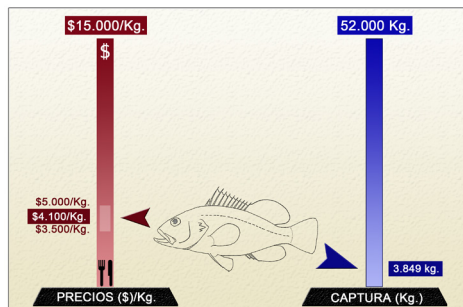 $15.000/Kg.
52.000 Kg.
$
$5.000/Kg.
$4.100/Kg.
$3.500/Kg.
3.849 kg.
PRECIOS ($)/Kg.
CAPTURA (Kg.)